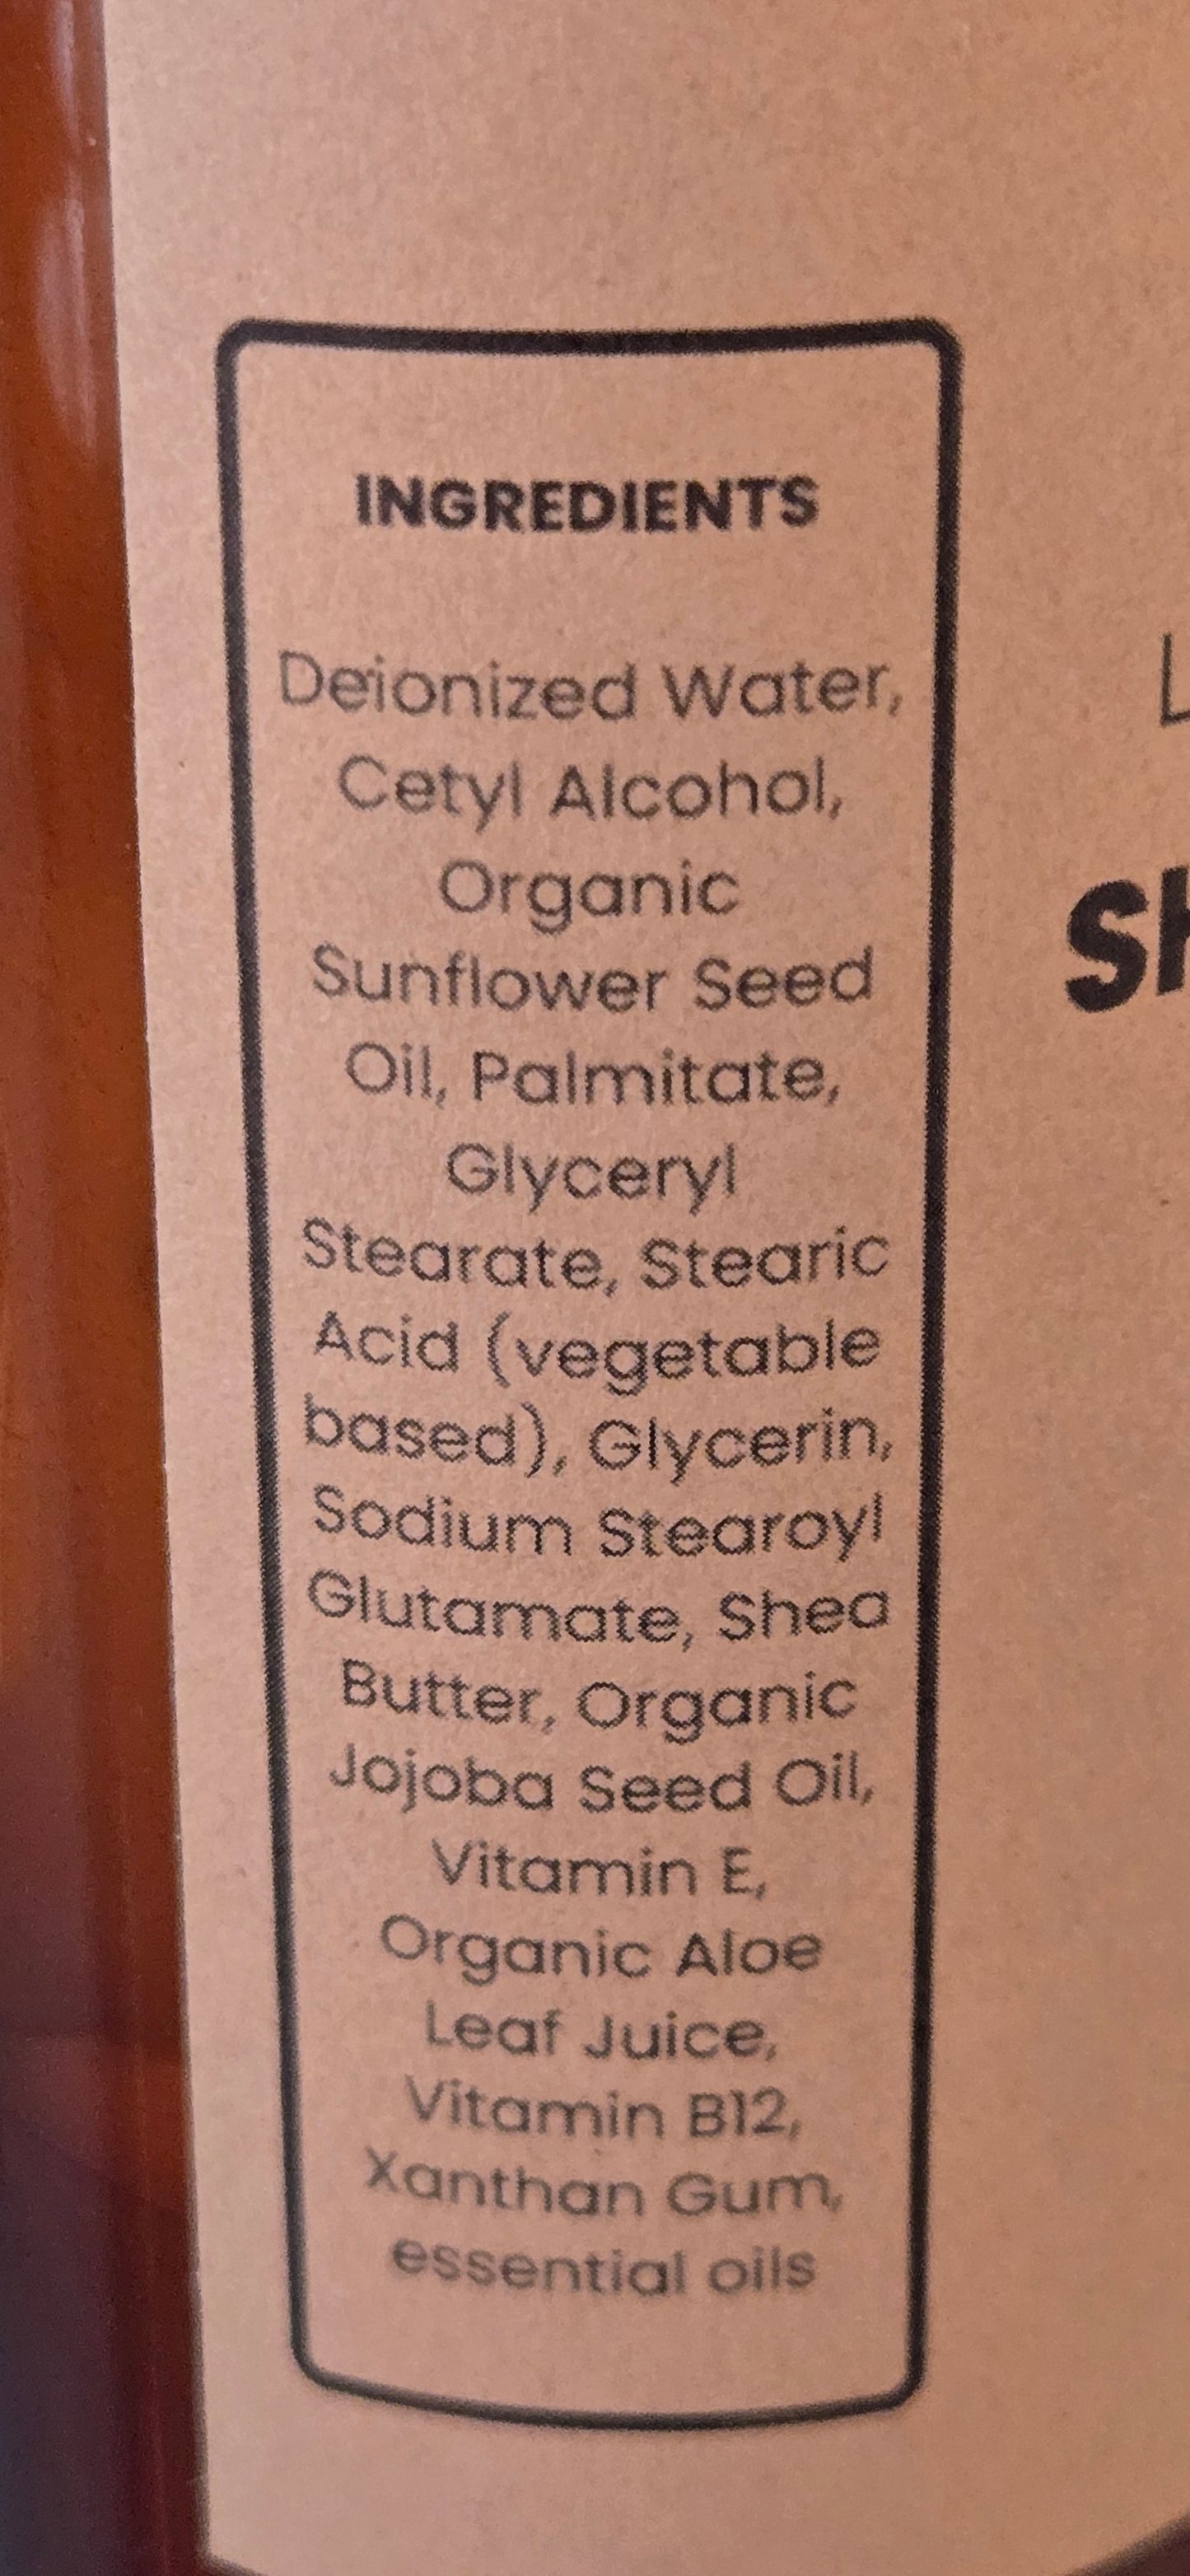 INGREDIENTS
Deionized Water,
Cetyl Alcohol,
Organic
Sunflower Seed
Oil, Palmitate,
Glyceryl
Stearate, Stearic
Acid (vegetable
based), Glycerin,
Sodium Stearoyl
Glutamate, Shea
Butter, Organic
Jojoba Seed Oil,
Vitamin E,
Organic Aloe
Leaf Juice,
Vitamin B12,
Xanthan Gum,
essential oils